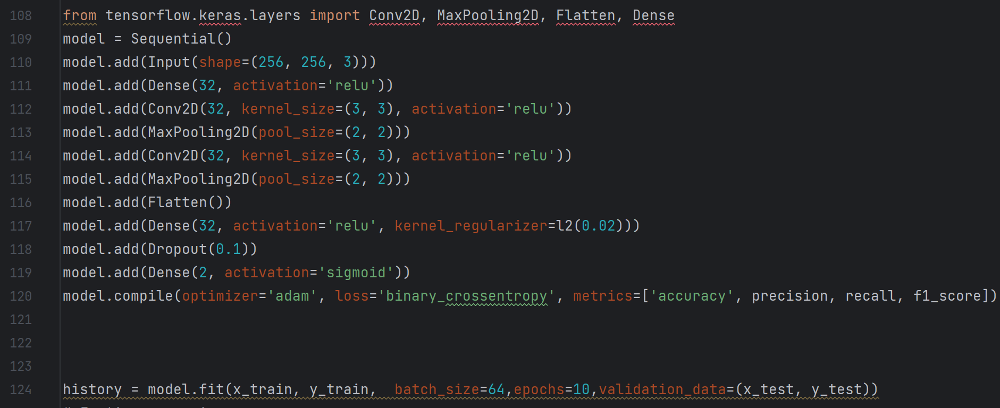 108 from tensorflow.keras.layers import Conv2D, MaxPooling2D, Flatten, Dense
109 model = Sequential()
110 model.add(Input(shape=(256, 256, 3)))
111 model.add(Dense(32, activation='relu'))
112 model.add(Conv2D(32, kernel_size=(3, 3), activation='relu'))
113 model.add(MaxPooling2D(pool_size=(2, 2)))
114 model.add(Conv2D(32, kernel_size=(3, 3), activation='relu'))
115 model.add(MaxPooling2D(pool_size=(2, 2)))
116 model.add(Flatten())
117 model.add(Dense(32, activation='relu', kernel_regularizer=l2(0.02)))
118 model.add(Dropout(0.1))
119 model.add(Dense(2, activation='sigmoid'))
120 model.compile(optimizer='adam', loss='binary_crossentropy', metrics=['accuracy', precision, recall, f1_score])
121
122
123
124 history = model.fit(x_train, y_train,  batch_size=64,epochs=10,validation_data=(x_test, y_test))